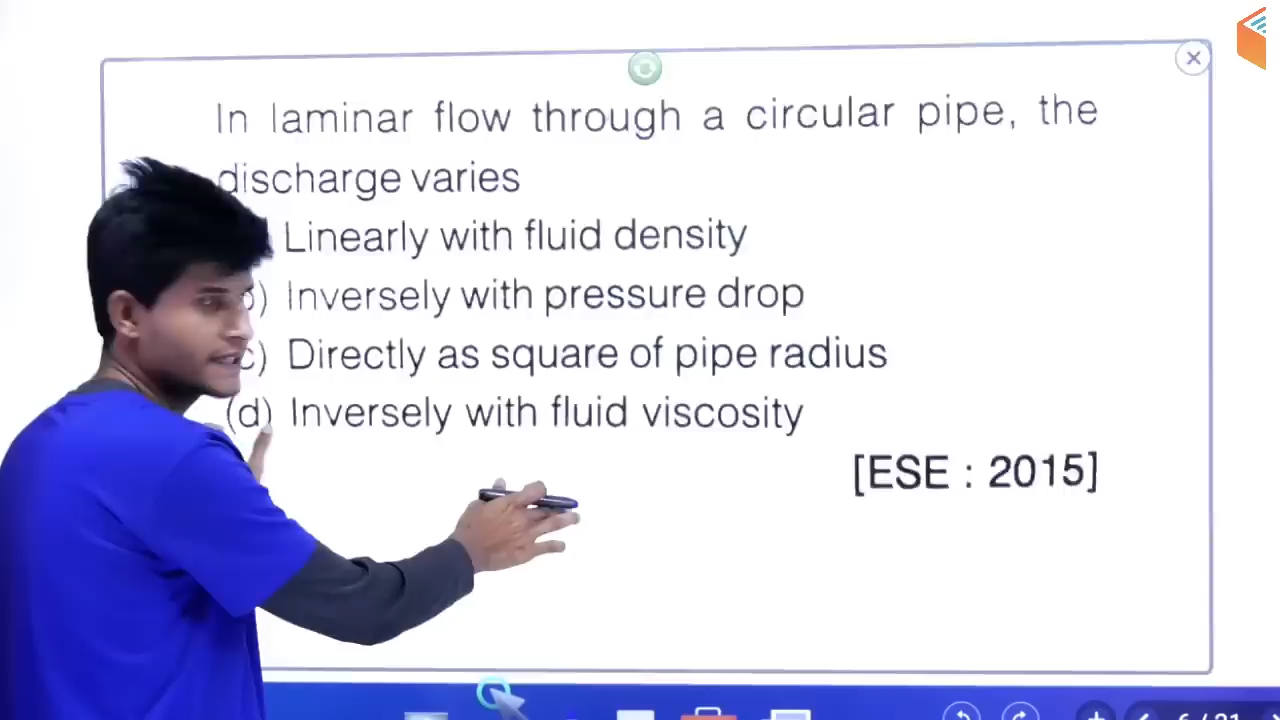 In laminar flow through a circular pipe, the
discharge varies
Linearly with fluid density
) Inversely with pressure drop
c) Directly as square of pipe radius
(d) Inversely with fluid viscosity
[ESE : 2015]